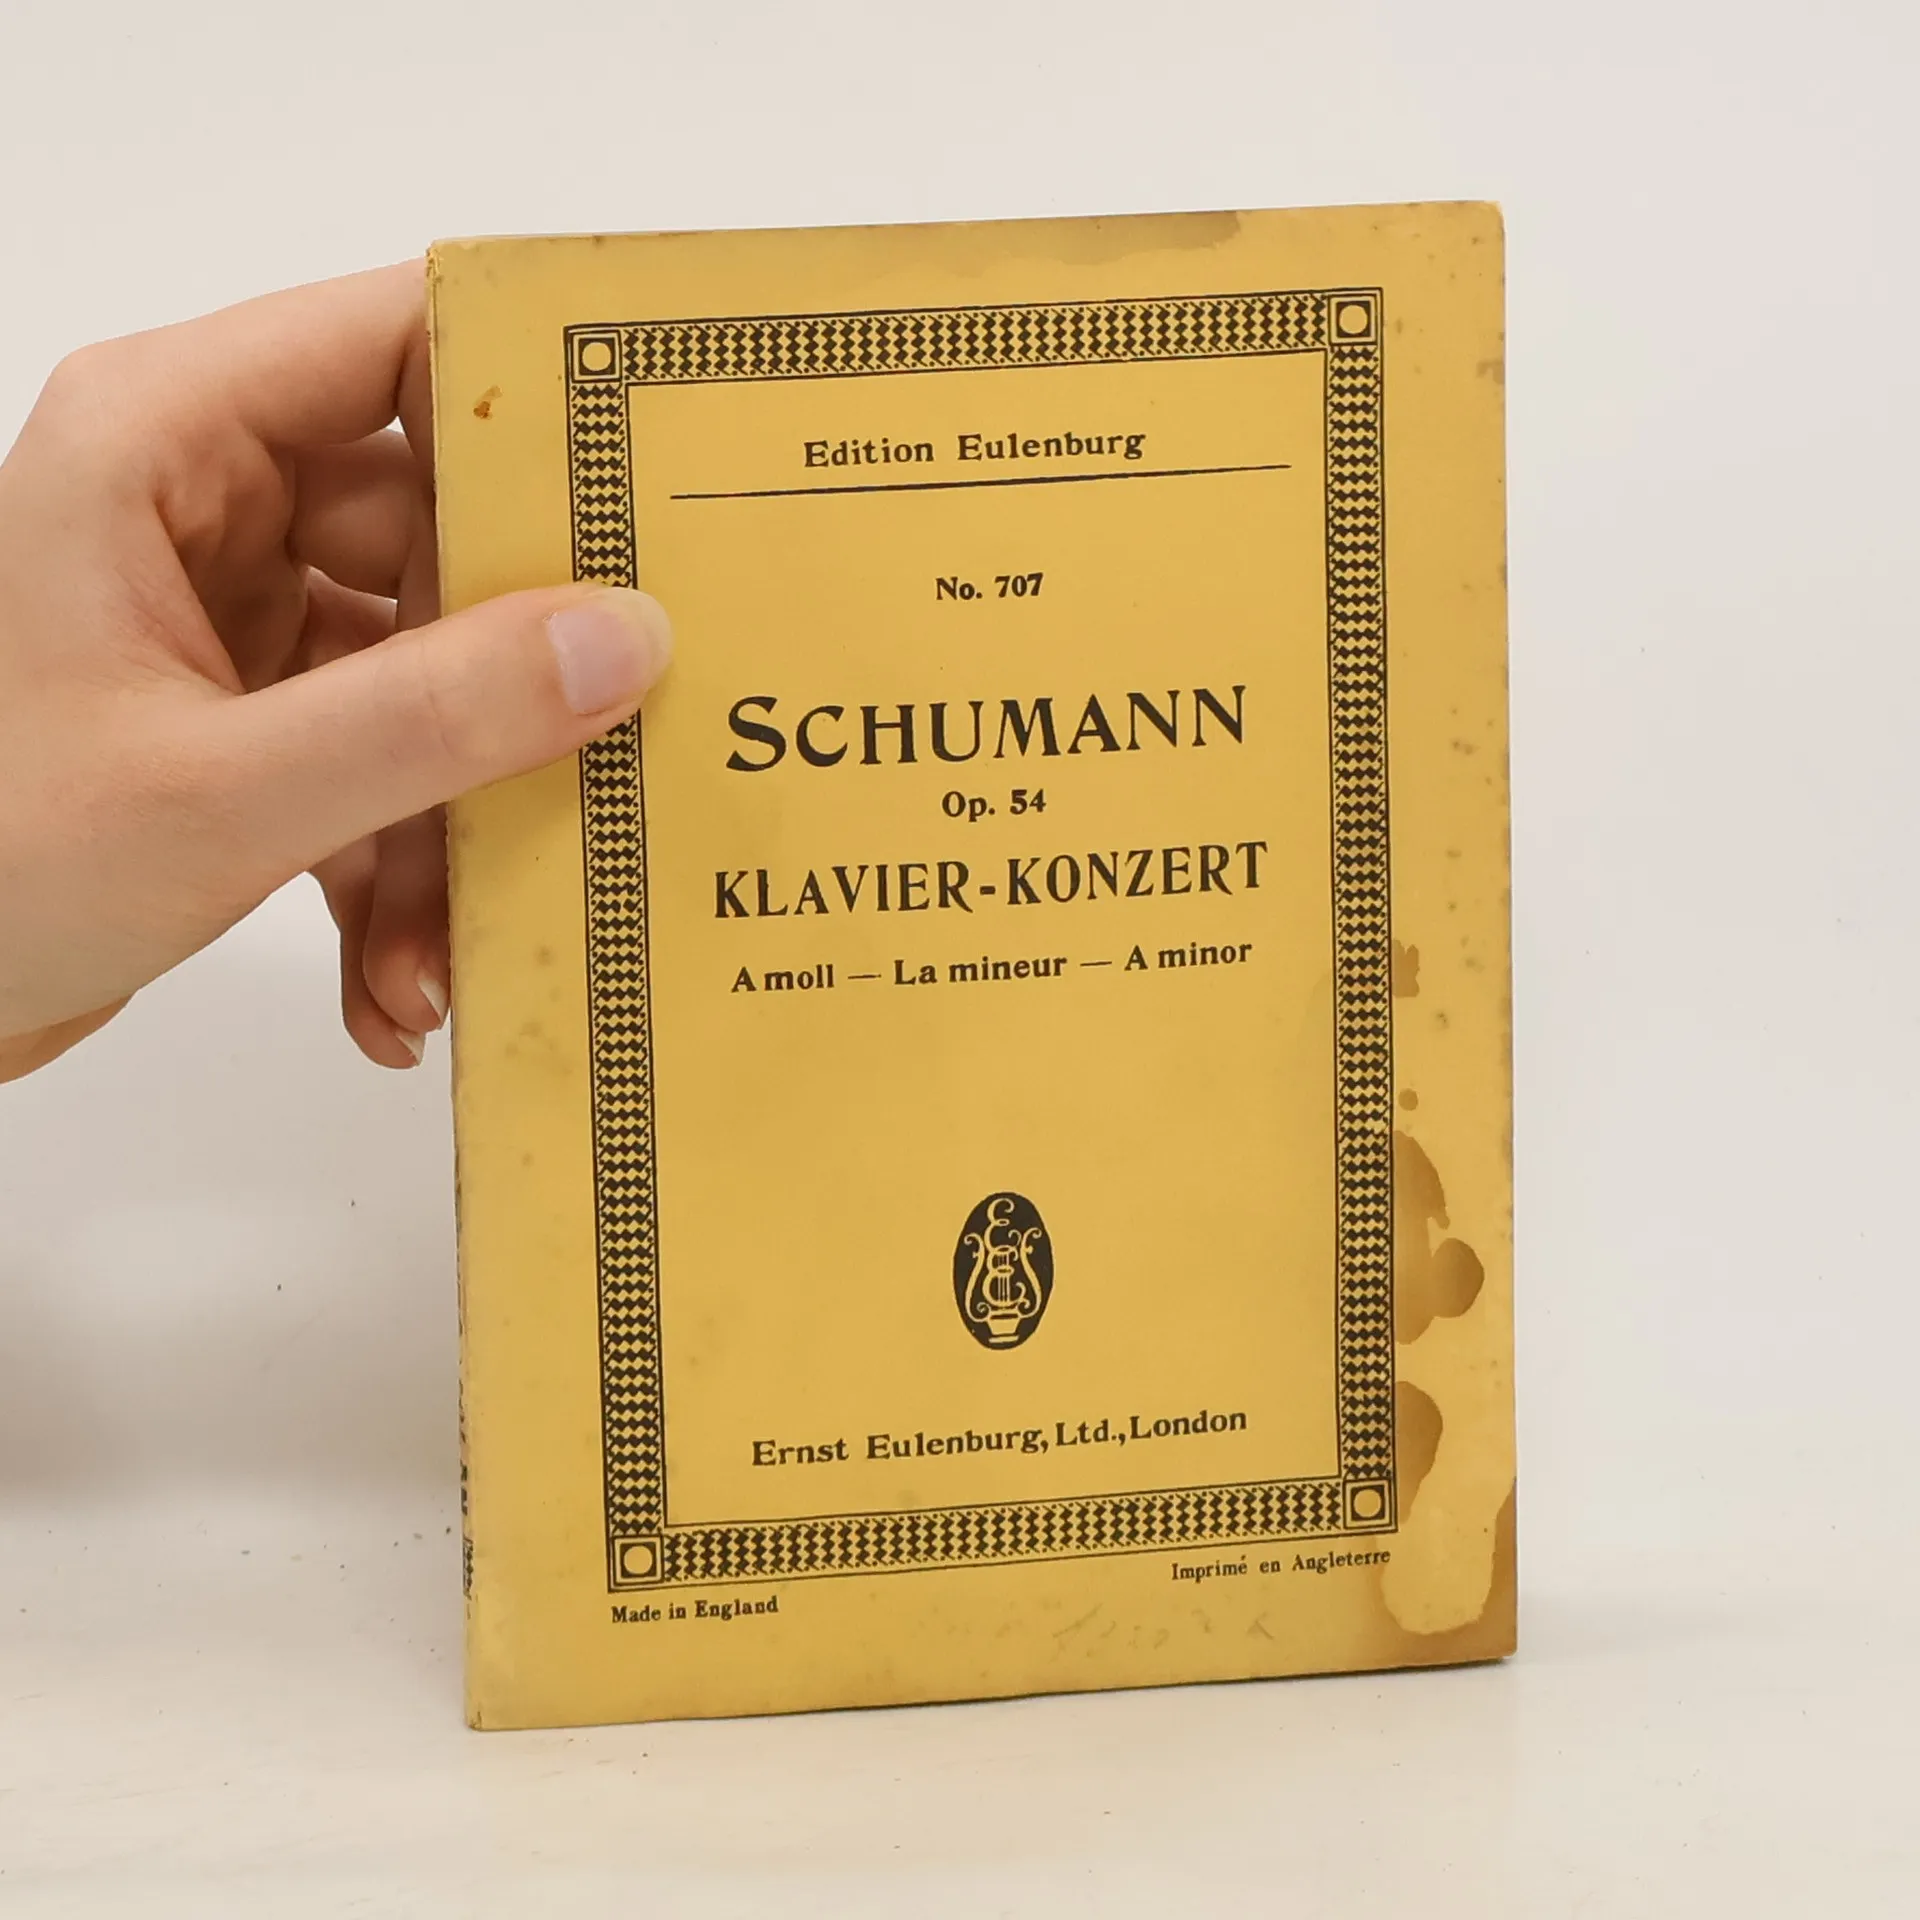 Edition Eulenburg
No. 707
SCHUMANN
Op. 54
KLAVIER-KONZERT
A moll — La mineur — A minor
Ernst Eulenburg, Ltd., London
Made in England
Imprimé en Angleterre